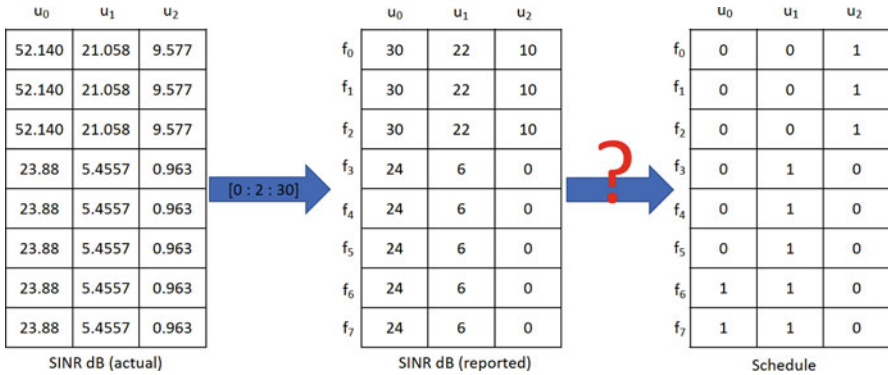 u0 u1 u2 u0 u1 u2 u0 u1 u2
52.140 21.058 9.577 f0 30 22 10 f0 0 0 1
52.140 21.058 9.577 f1 30 22 10 f1 0 0 1
52.140 21.058 9.577 f2 30 22 10 f2 0 0 1
23.88 5.4557 0.963 f3 24 6 0 ? f3 0 1 0
23.88 5.4557 0.963 [0 : 2 : 30] f4 24 6 0 f4 0 1 0
23.88 5.4557 0.963 f5 24 6 0 f5 0 1 0
23.88 5.4557 0.963 f6 24 6 0 f6 1 1 0
23.88 5.4557 0.963 f7 24 6 0 f7 1 1 0
SINR dB (actual) SINR dB (reported) Schedule